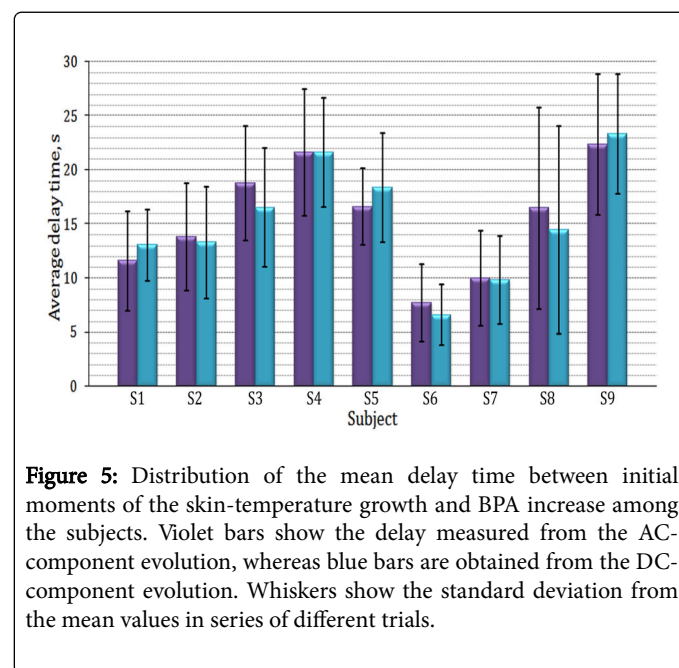 30
25
20
15
10
5
0
Average delay time, s
S1 S2 S3 S4 S5 S6 S7 S8 S9
Subject
Figure 5: Distribution of the mean delay time between initial
moments of the skin-temperature growth and BPA increase among
the subjects. Violet bars show the delay measured from the AC-
component evolution, whereas blue bars are obtained from the DC-
component evolution. Whiskers show the standard deviation from
the mean values in series of different trials.